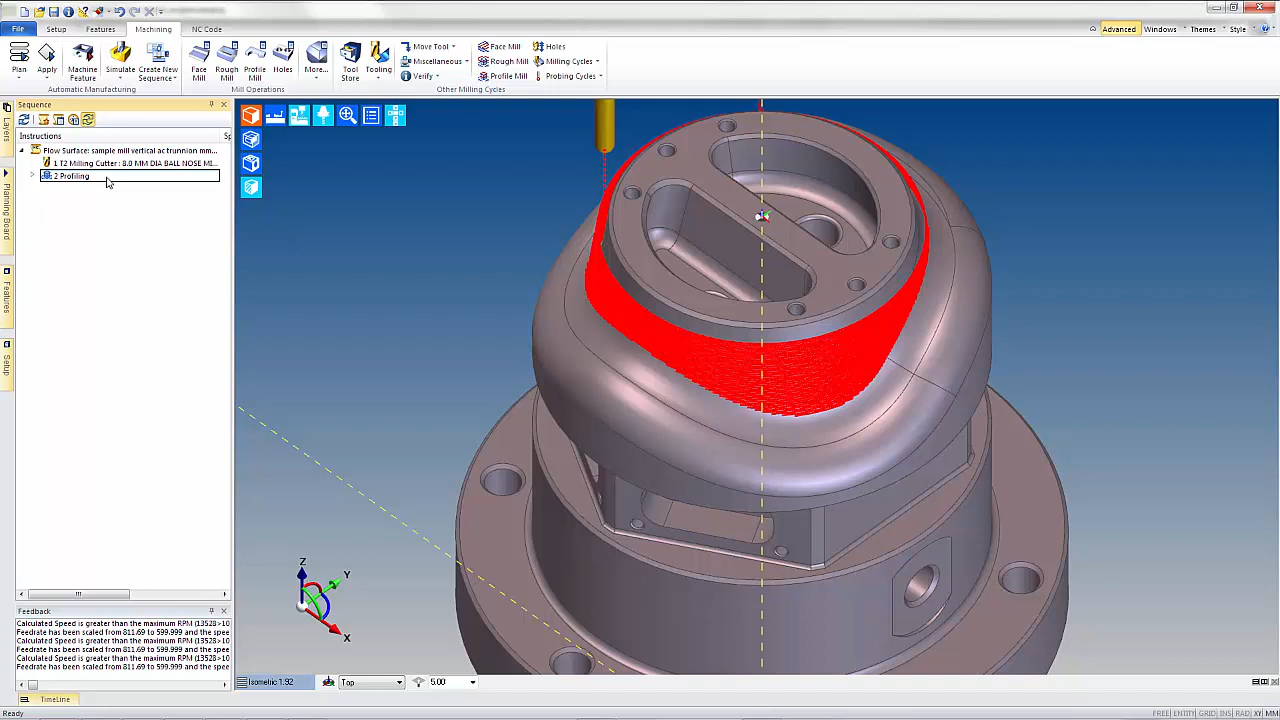 File Setup Features Machining NC Code
Advanced Windows Themes Style
Plan Apply Machine Feature Simulate Create New Sequence Face Mill Rough Mill Profile Mill Holes More... Tool Store Tooling
Move Tool Face Mill Holes
Miscellaneous Rough Mill Milling Cycles
Verify Profile Mill Probing Cycles
Automatic Manufacturing Mill Operations Other Milling Cycles
Sequence
Instructions Sp
Flow Surface: sample mill vertical ac trunnion mm...
1 T2 Milling Cutter : 8.0 MM DIA BALL NOSE MI...
2 Profiling
Layers
Planning Board
Features
Setup
Z
Y
X
Feedback
Calculated Speed is greater than the maximum RPM (13528>10
Feedrate has been scaled from 811.69 to 599.999 and the spee
Calculated Speed is greater than the maximum RPM (13528>10
Feedrate has been scaled from 811.69 to 599.999 and the spee
Calculated Speed is greater than the maximum RPM (13528>10
Feedrate has been scaled from 811.69 to 599.999 and the spee
Isometric 1.92 Top 5.00
TimeLine
Ready FREE ENTITY GRID INS RAD XY MM